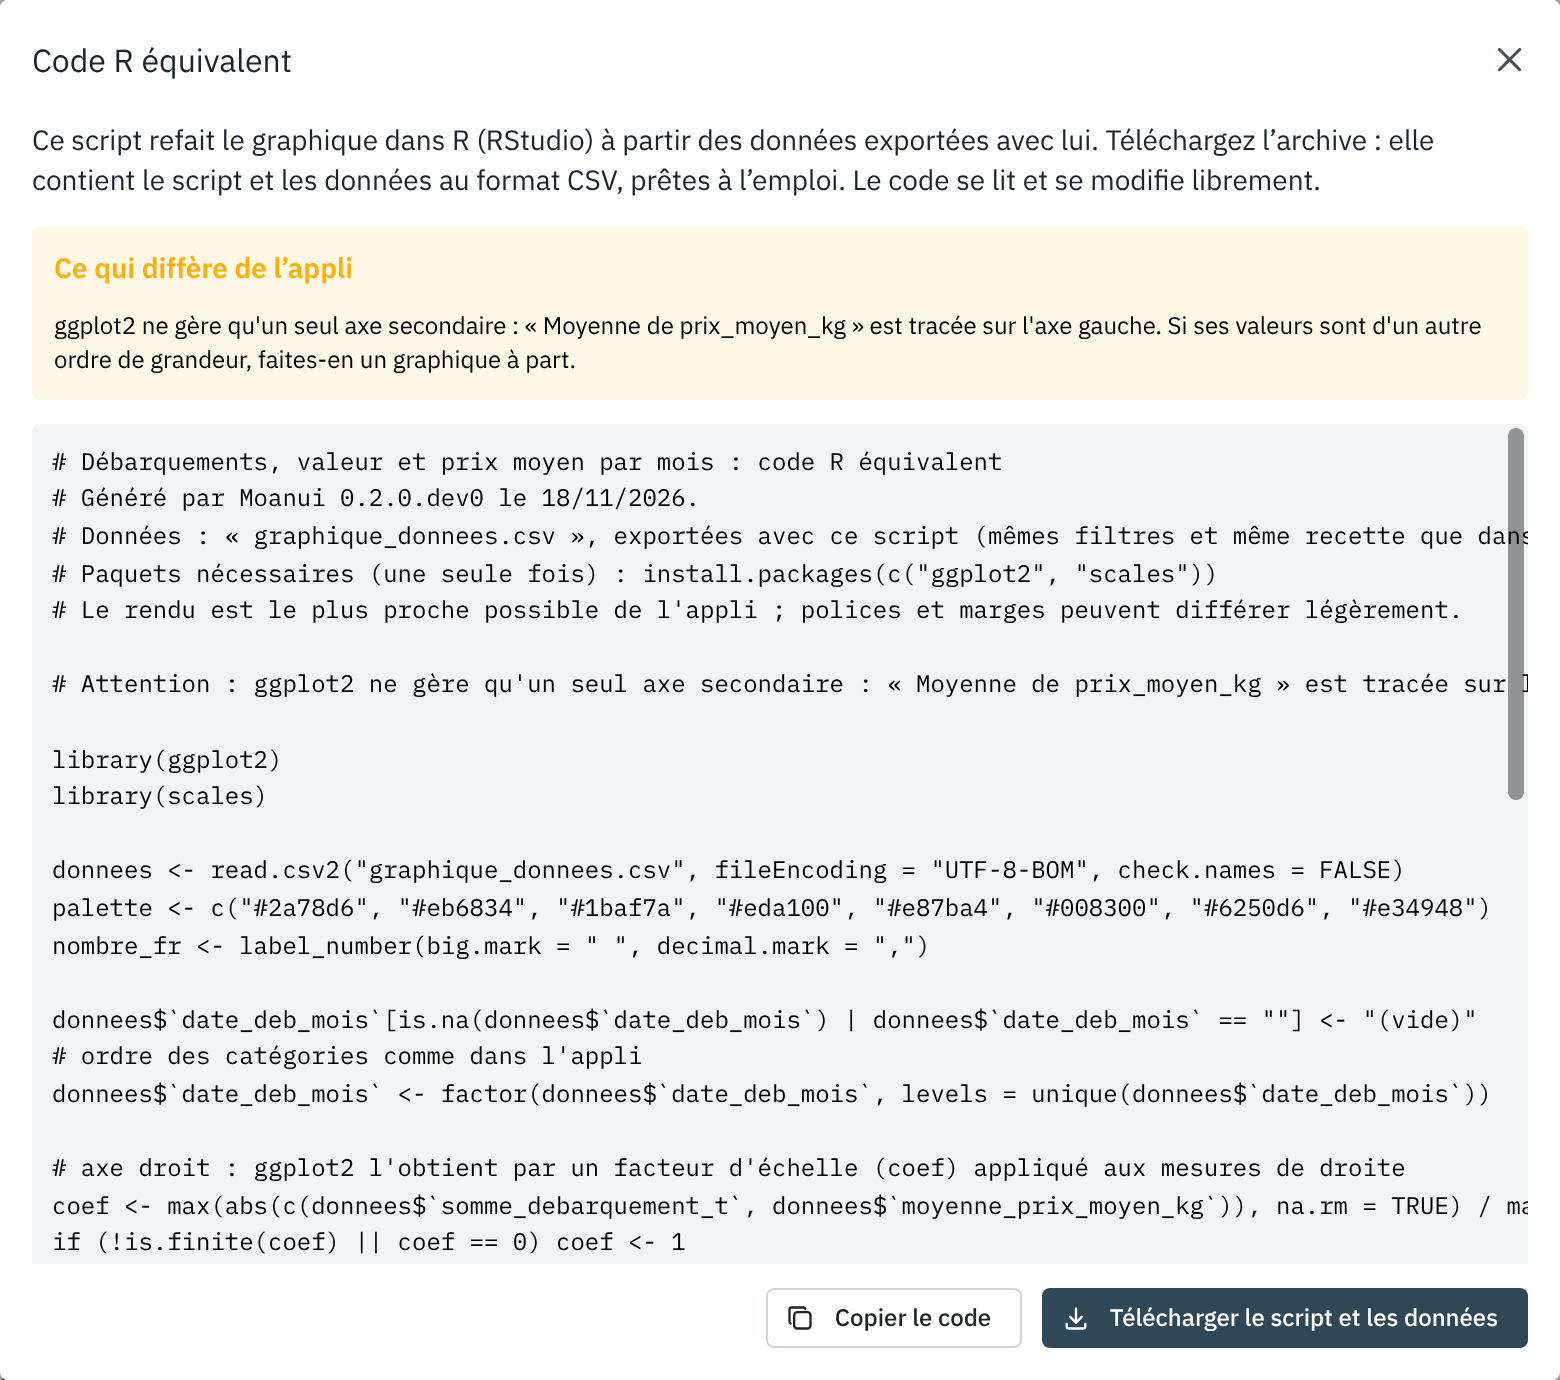 Code R équivalent
Ce script refait le graphique dans R (RStudio) à partir des données exportées avec lui. Téléchargez l’archive : elle
contient le script et les données au format CSV, prêtes à l’emploi. Le code se lit et se modifie librement.
Ce qui diffère de l’appli
ggplot2 ne gère qu'un seul axe secondaire : « Moyenne de prix_moyen_kg » est tracée sur l'axe gauche. Si ses valeurs sont d'un autre
ordre de grandeur, faites-en un graphique à part.
# Débarquements, valeur et prix moyen par mois : code R équivalent
# Généré par Moanui 0.2.0.dev0 le 18/11/2026.
# Données : « graphique_donnees.csv », exportées avec ce script (mêmes filtres et même recette que dans
# Paquets nécessaires (une seule fois) : install.packages(c("ggplot2", "scales"))
# Le rendu est le plus proche possible de l'appli ; polices et marges peuvent différer légèrement.
# Attention : ggplot2 ne gère qu'un seul axe secondaire : « Moyenne de prix_moyen_kg » est tracée sur
library(ggplot2)
library(scales)
donnees <- read.csv2("graphique_donnees.csv", fileEncoding = "UTF-8-BOM", check.names = FALSE)
palette <- c("#2a78d6", "#eb6834", "#1baf7a", "#eda100", "#e87ba4", "#008300", "#6250d6", "#e34948")
nombre_fr <- label_number(big.mark = " ", decimal.mark = ",")
donnees$`date_deb_mois`[is.na(donnees$`date_deb_mois`) | donnees$`date_deb_mois` == ""] <- "(vide)"
# ordre des catégories comme dans l'appli
donnees$`date_deb_mois` <- factor(donnees$`date_deb_mois`, levels = unique(donnees$`date_deb_mois`))
# axe droit : ggplot2 l'obtient par un facteur d'échelle (coef) appliqué aux mesures de droite
coef <- max(abs(c(donnees$`somme_debarquement_t`, donnees$`moyenne_prix_moyen_kg`)), na.rm = TRUE) / ma
if (!is.finite(coef) || coef == 0) coef <- 1
Copier le code
Télécharger le script et les données